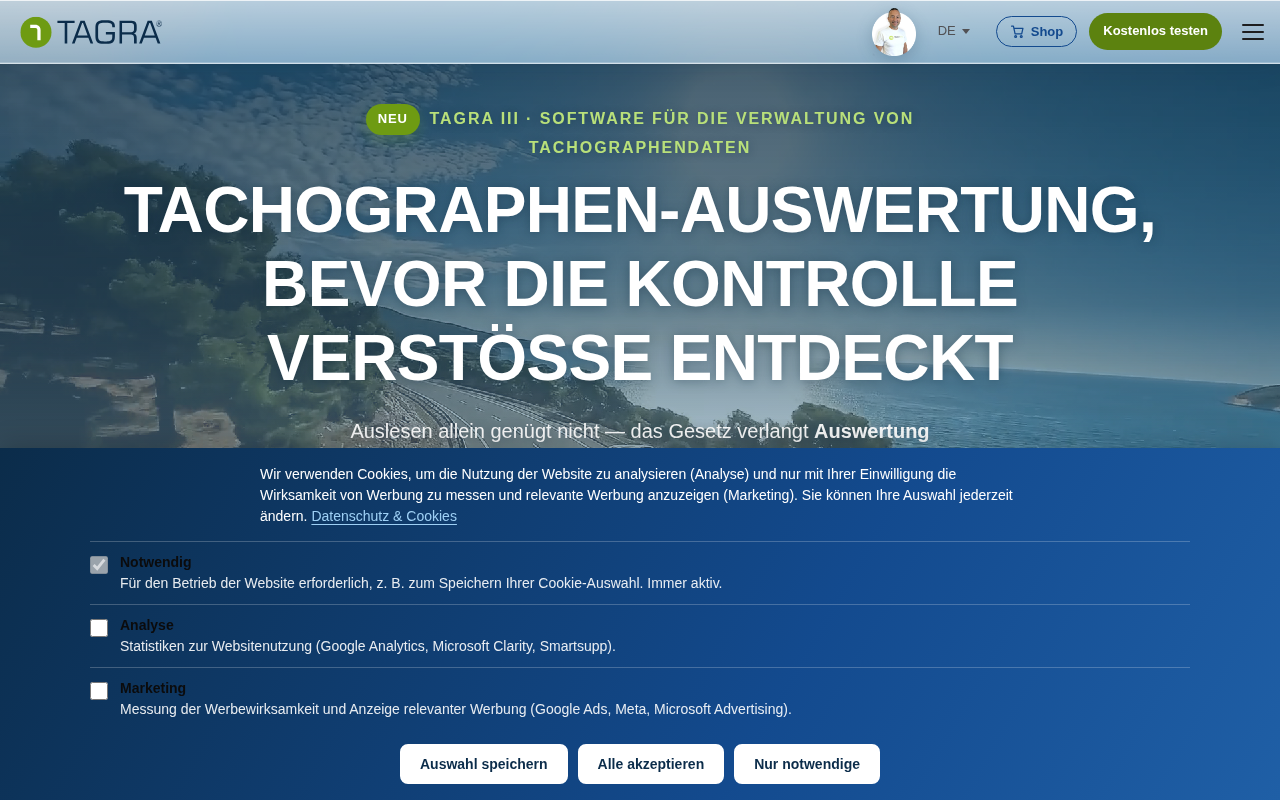 TAGRA®
DE
Shop
Kostenlos testen
NEU TAGRA III · SOFTWARE FÜR DIE VERWALTUNG VON
TACHOGRAPHENDATEN
TACHOGRAPHEN-AUSWERTUNG,
BEVOR DIE KONTROLLE
VERSTÖSSE ENTDECKT
Auslesen allein genügt nicht — das Gesetz verlangt Auswertung
Wir verwenden Cookies, um die Nutzung der Website zu analysieren (Analyse) und nur mit Ihrer Einwilligung die
Wirksamkeit von Werbung zu messen und relevante Werbung anzuzeigen (Marketing). Sie können Ihre Auswahl jederzeit
ändern. Datenschutz & Cookies
Notwendig
Für den Betrieb der Website erforderlich, z. B. zum Speichern Ihrer Cookie-Auswahl. Immer aktiv.
Analyse
Statistiken zur Websitenutzung (Google Analytics, Microsoft Clarity, Smartsupp).
Marketing
Messung der Werbewirksamkeit und Anzeige relevanter Werbung (Google Ads, Meta, Microsoft Advertising).
Auswahl speichern
Alle akzeptieren
Nur notwendige